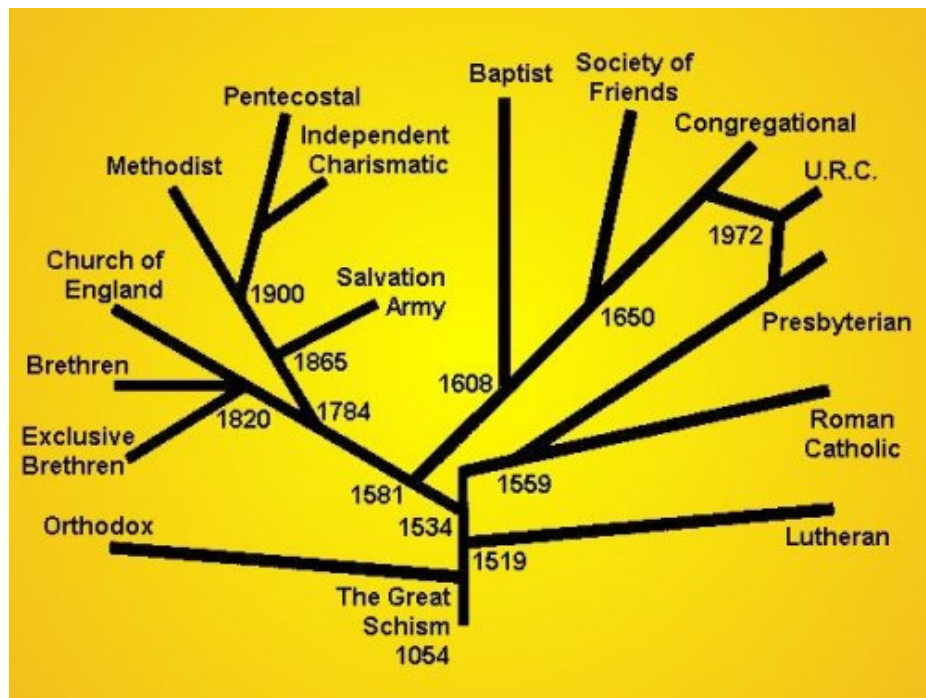 Baptist
Society of
Friends
Pentecostal
Independent
Charismatic
Congregational
Methodist
U.R.C.
1972
Church of
England
1900
Salvation
Army
1650
Presbyterian
1865
Brethren
1608
1820
1784
Roman
Catholic
Exclusive
Brethren
1581
1559
1534
Orthodox
Lutheran
1519
The Great
Schism
1054